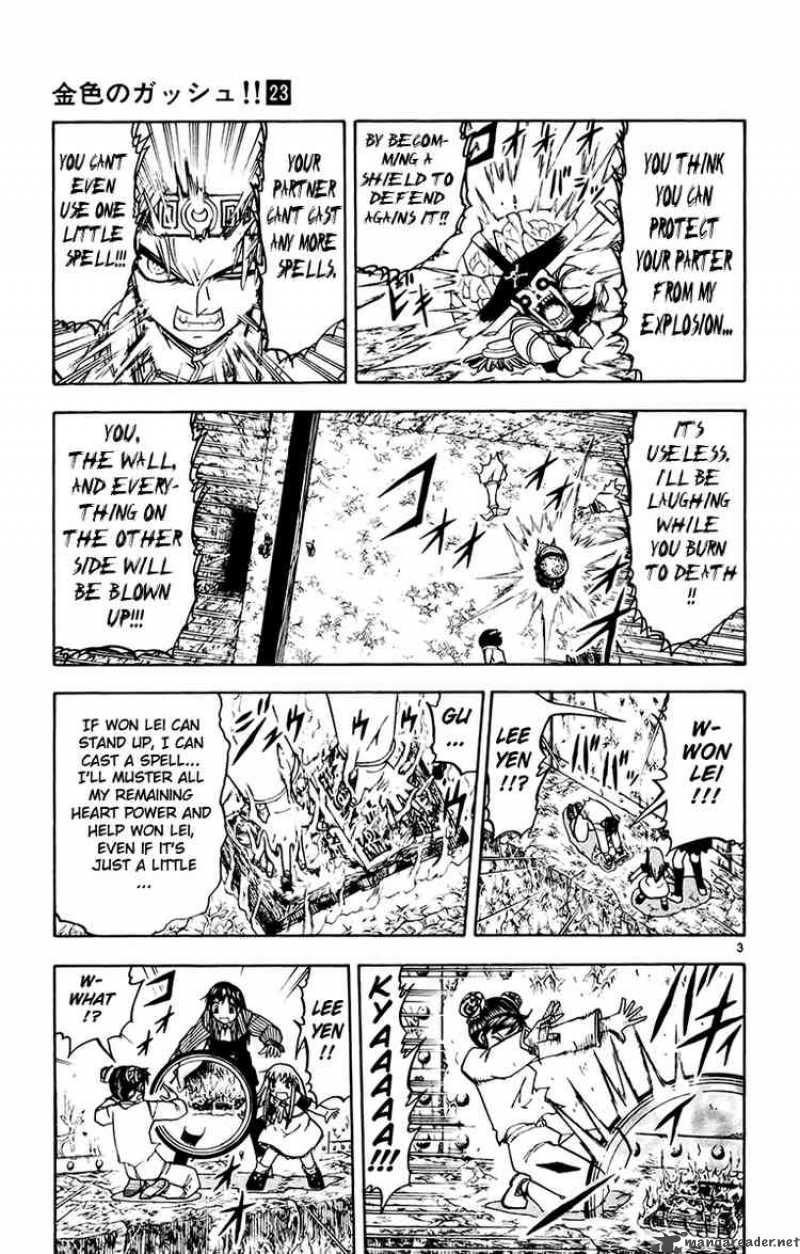 金色のガッシュ!! 23
YOU THINK
YOU CAN
PROTECT
YOUR PARTER
FROM MY
EXPLOSION...
BY BECOM-
MING A
SHIELD TO
DEFEND
AGAINS IT!!
YOUR
PARTNER
CAN'T CAST
ANY MORE
SPELLS.
YOU CAN'T
EVEN
USE ONE
LITTLE
SPELL!!!
IT'S
USELESS.
I'LL BE
LAUGHING
WHILE
YOU BURN
TO DEATH
!!
YOU,
THE WALL,
AND EVERY-
THING ON
THE OTHER
SIDE WILL
BE BLOWN
UP!!!
W-
WON
LEI
!!!
LEE
YEN
!!?
GU
...
IF WON LEI CAN
STAND UP, I CAN
CAST A SPELL...
I'LL MUSTER ALL
MY REMAINING
HEART POWER AND
HELP WON LEI,
EVEN IF IT'S
JUST A LITTLE
...
3
KYAAAAA!!!
LEE
YEN!!
W-
WHAT
!?
mangareader.net